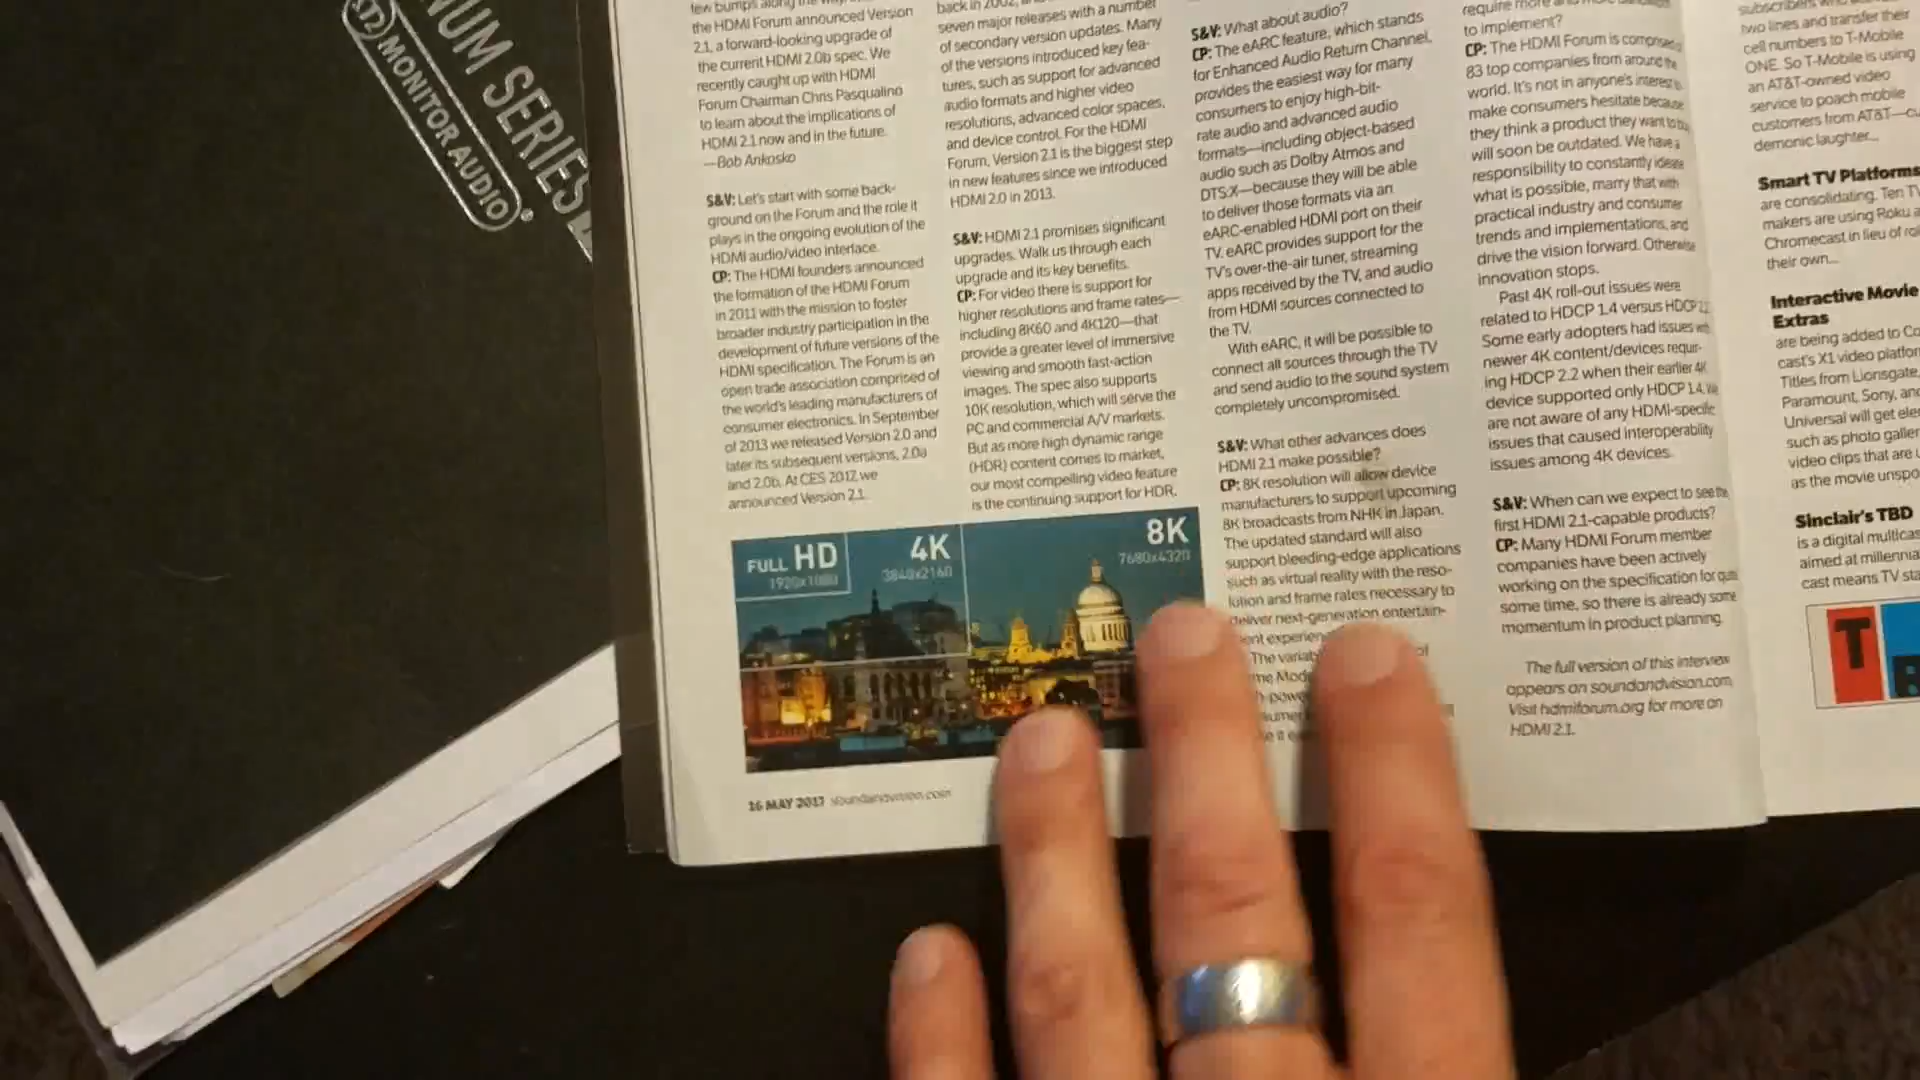 NUM SERIES
MONITOR AUDIO
few bumps along the
the HDMI Forum announced Version
2.1, a forward-looking upgrade of
the current HDMI 2.0b spec. We
recently caught up with HDMI
Forum Chairman Chris Pasqualino
to learn about the implications of
HDMI 2.1 now and in the future.
—Bob Ankosko
S&V: Let's start with some back-
ground on the Forum and the role it
plays in the ongoing evolution of the
HDMI audio/video interface.
CP: The HDMI founders announced
the formation of the HDMI Forum
in 2011 with the mission to foster
broader industry participation in the
development of future versions of the
HDMI specification. The Forum is an
open trade association comprised of
the world's leading manufacturers of
consumer electronics. In September
of 2013 we released Version 2.0 and
later its subsequent versions, 2.0a
and 2.0b. At CES 2017, we
announced Version 2.1.
back in 2002,
seven major releases with a number
of secondary version updates. Many
of the versions introduced key fea-
tures, such as support for advanced
audio formats and higher video
resolutions, advanced color spaces,
and device control. For the HDMI
Forum, Version 2.1 is the biggest step
in new features since we introduced
HDMI 2.0 in 2013.
S&V: HDMI 2.1 promises significant
upgrades. Walk us through each
upgrade and its key benefits.
CP: For video there is support for
higher resolutions and frame rates—
including 8K60 and 4K120—that
provide a greater level of immersive
viewing and smooth fast-action
images. The spec also supports
10K resolution, which will serve the
PC and commercial A/V markets.
But as more high dynamic range
(HDR) content comes to market,
our most compelling video feature
is the continuing support for HDR.
FULL HD
1920x1080
4K
3840x2160
8K
7680x4320
16 MAY 2017 soundandvision.com
S&V: What about audio?
CP: The eARC feature, which stands
for Enhanced Audio Return Channel,
provides the easiest way for many
consumers to enjoy high-bit-
rate audio and advanced audio
formats—including object-based
audio such as Dolby Atmos and
DTS:X—because they will be able
to deliver those formats via an
eARC-enabled HDMI port on their
TV. eARC provides support for the
TV's over-the-air tuner, streaming
apps received by the TV, and audio
from HDMI sources connected to
the TV.
With eARC, it will be possible to
connect all sources through the TV
and send audio to the sound system
completely uncompromised.
S&V: What other advances does
HDMI 2.1 make possible?
CP: 8K resolution will allow device
manufacturers to support upcoming
8K broadcasts from NHK in Japan.
The updated standard will also
support bleeding-edge applications
such as virtual reality with the reso-
lution and frame rates necessary to
deliver next-generation entertain-
The
of
require more and more
to implement?
CP: The HDMI Forum is comprised
83 top companies from around the
world. It's not in anyone's interest
make consumers hesitate because
they think a product they want to
will soon be outdated. We have a
responsibility to constantly ideate
what is possible, marry that with
practical industry and consumer
trends and implementations, and
drive the vision forward. Otherwise
innovation stops.
Past 4K roll-out issues were
related to HDCP 1.4 versus HDCP 2.2
Some early adopters had issues with
newer 4K content/devices requir-
ing HDCP 2.2 when their earlier 4K
device supported only HDCP 1.4. We
are not aware of any HDMI-specific
issues that caused interoperability
issues among 4K devices.
S&V: When can we expect to see the
first HDMI 2.1-capable products?
CP: Many HDMI Forum member
companies have been actively
working on the specification for quite
some time, so there is already some
momentum in product planning.
The full version of this interview
appears on soundandvision.com.
Visit hdmiforum.org for more on
HDMI 2.1.
subscribers who
two lines and transfer their
cell numbers to T-Mobile
ONE. So T-Mobile is using
an AT&T-owned video
service to poach mobile
customers from AT&T—cu
demonic laughter...
Smart TV Platforms
are consolidating. Ten TV
makers are using Roku a
Chromecast in lieu of rol
their own...
Interactive Movie
Extras
are being added to Co
cast's X1 video platfor
Titles from Lionsgate,
Paramount, Sony, and
Universal will get ele
such as photo galler
video clips that are u
as the movie unspo
Sinclair's TBD
is a digital multicas
aimed at millennia
cast means TV sta
T
B